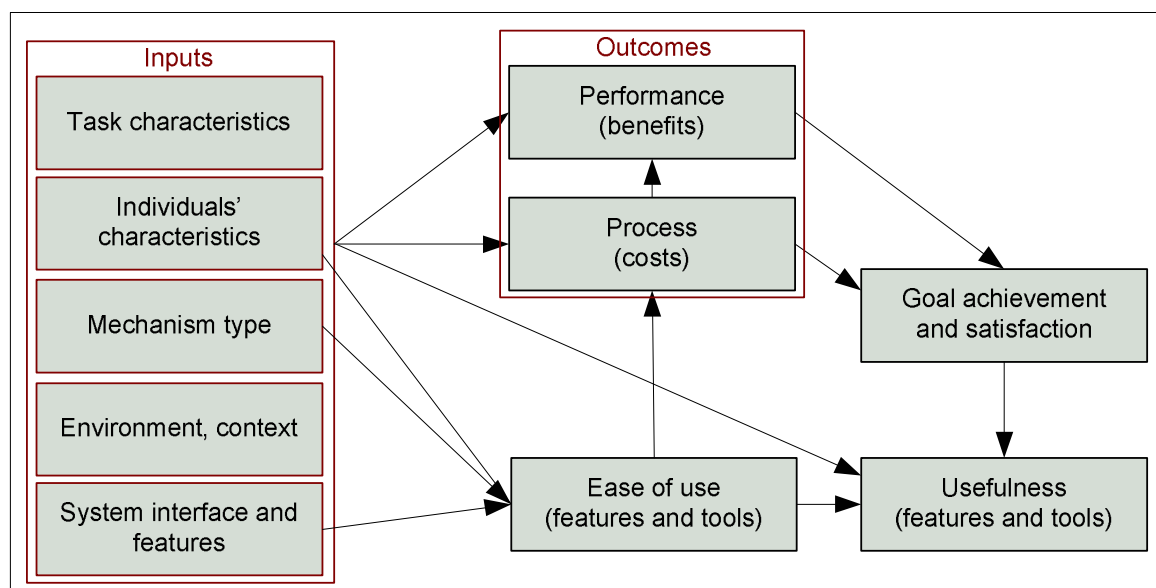 Inputs
Task characteristics
Individuals’
characteristics
Mechanism type
Environment, context
System interface and
features
Outcomes
Performance
(benefits)
Process
(costs)
Ease of use
(features and tools)
Goal achievement
and satisfaction
Usefulness
(features and tools)